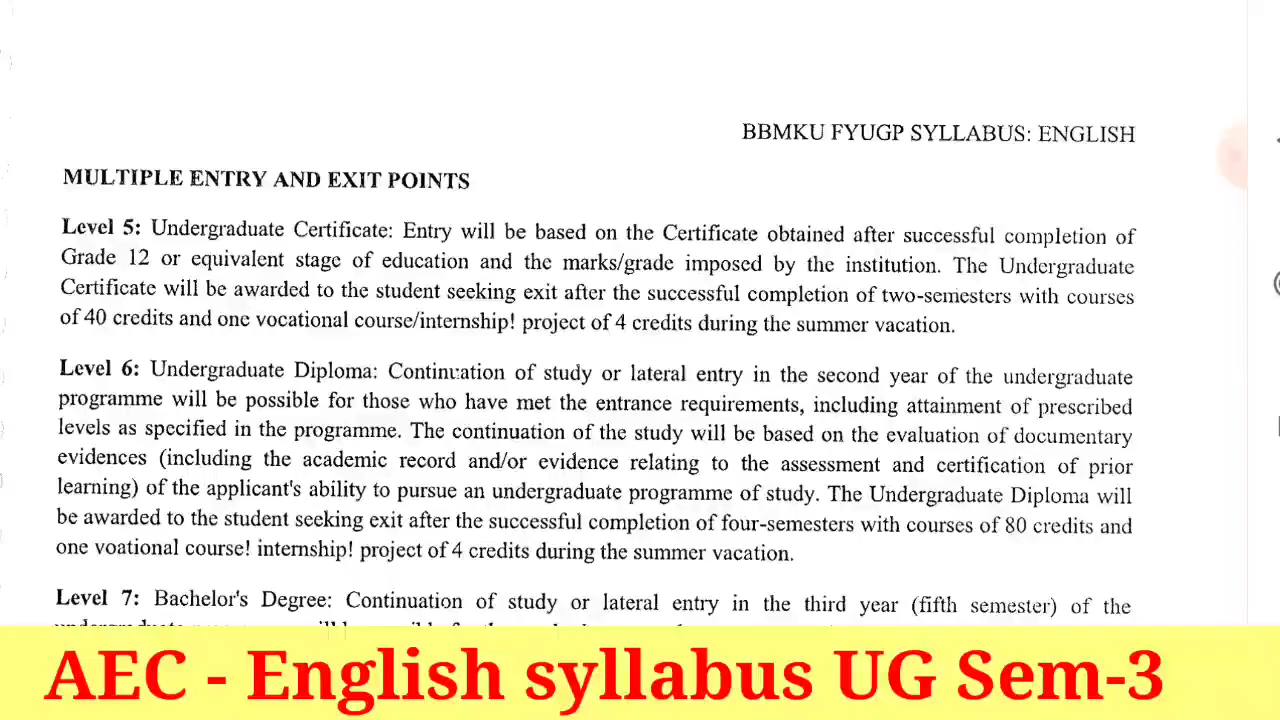 BBMKU FYUGP SYLLABUS: ENGLISH
MULTIPLE ENTRY AND EXIT POINTS
Level 5: Undergraduate Certificate: Entry will be based on the Certificate obtained after successful completion of
Grade 12 or equivalent stage of education and the marks/grade imposed by the institution. The Undergraduate
Certificate will be awarded to the student seeking exit after the successful completion of two-semesters with courses
of 40 credits and one vocational course/internship! project of 4 credits during the summer vacation.
Level 6: Undergraduate Diploma: Continuation of study or lateral entry in the second year of the undergraduate
programme will be possible for those who have met the entrance requirements, including attainment of prescribed
levels as specified in the programme. The continuation of the study will be based on the evaluation of documentary
evidences (including the academic record and/or evidence relating to the assessment and certification of prior
learning) of the applicant's ability to pursue an undergraduate programme of study. The Undergraduate Diploma will
be awarded to the student seeking exit after the successful completion of four-semesters with courses of 80 credits and
one voational course! internship! project of 4 credits during the summer vacation.
Level 7: Bachelor's Degree: Continuation of study or lateral entry in the third year (fifth semester) of the
AEC - English syllabus UG Sem-3